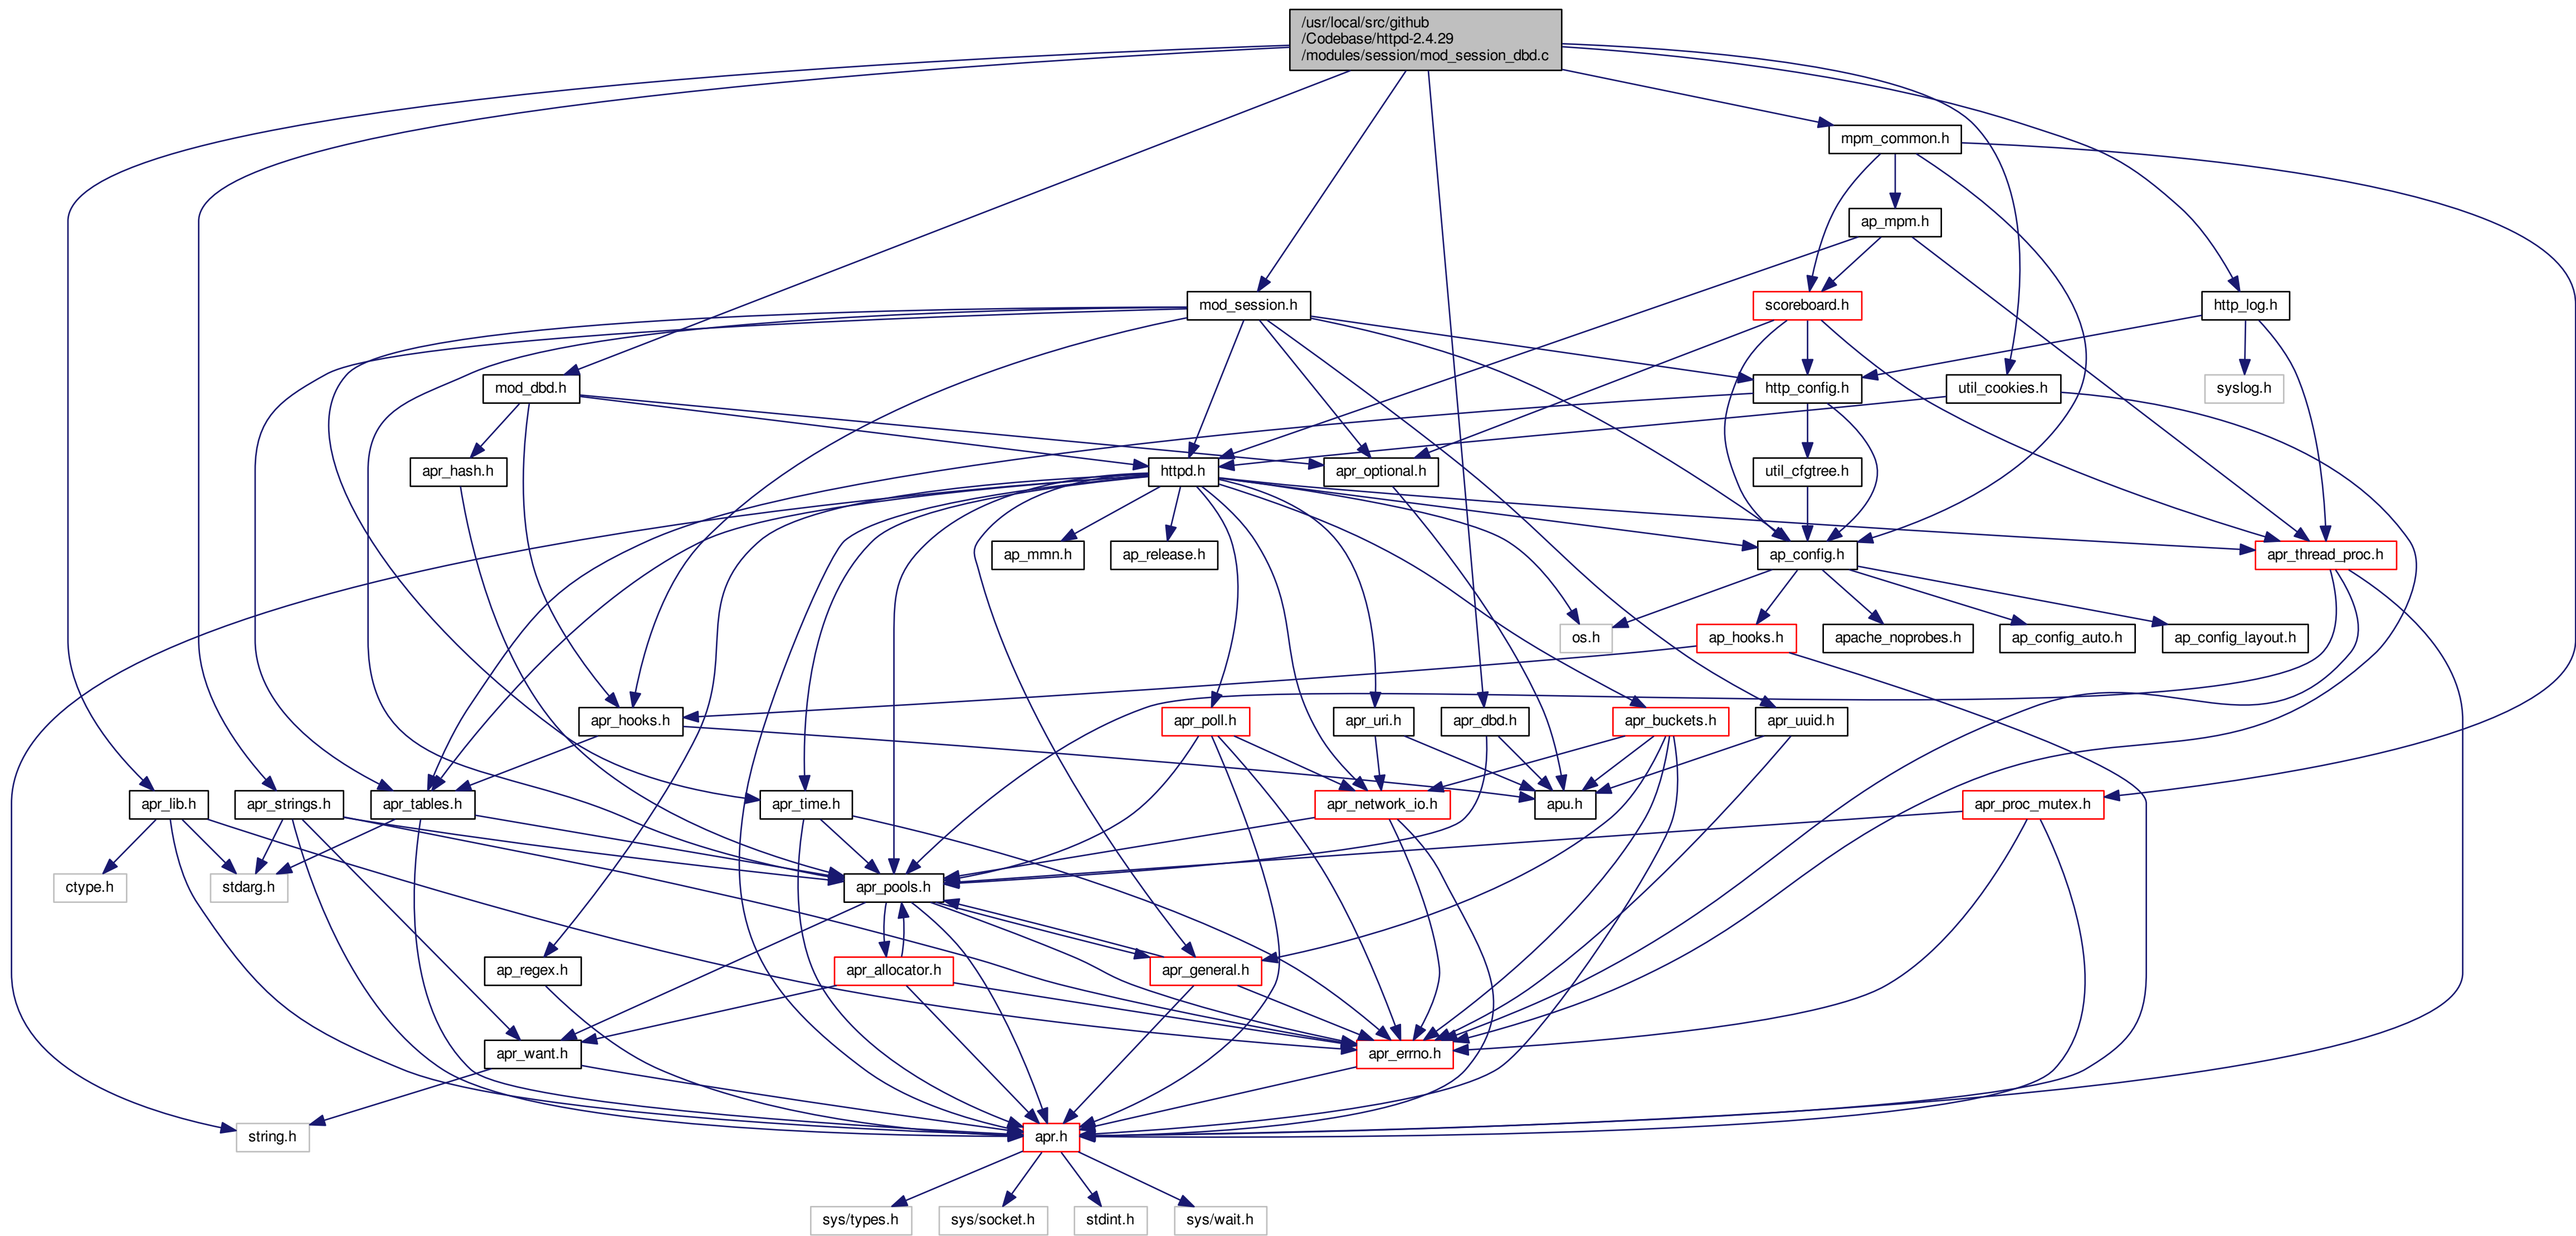 /usr/local/src/github
/Codebase/httpd-2.4.29
/modules/session/mod_session_dbd.c
mpm_common.h
ap_mpm.h
mod_session.h
scoreboard.h
http_log.h
mod_dbd.h
http_config.h
util_cookies.h
syslog.h
apr_hash.h
httpd.h
apr_optional.h
util_cfgtree.h
ap_mmn.h
ap_release.h
ap_config.h
apr_thread_proc.h
os.h
ap_hooks.h
apache_noprobes.h
ap_config_auto.h
ap_config_layout.h
apr_hooks.h
apr_poll.h
apr_uri.h
apr_dbd.h
apr_buckets.h
apr_uuid.h
apr_lib.h
apr_strings.h
apr_tables.h
apr_time.h
apr_network_io.h
apu.h
apr_proc_mutex.h
ctype.h
stdarg.h
apr_pools.h
ap_regex.h
apr_allocator.h
apr_general.h
apr_want.h
apr_errno.h
string.h
apr.h
sys/types.h
sys/socket.h
stdint.h
sys/wait.h